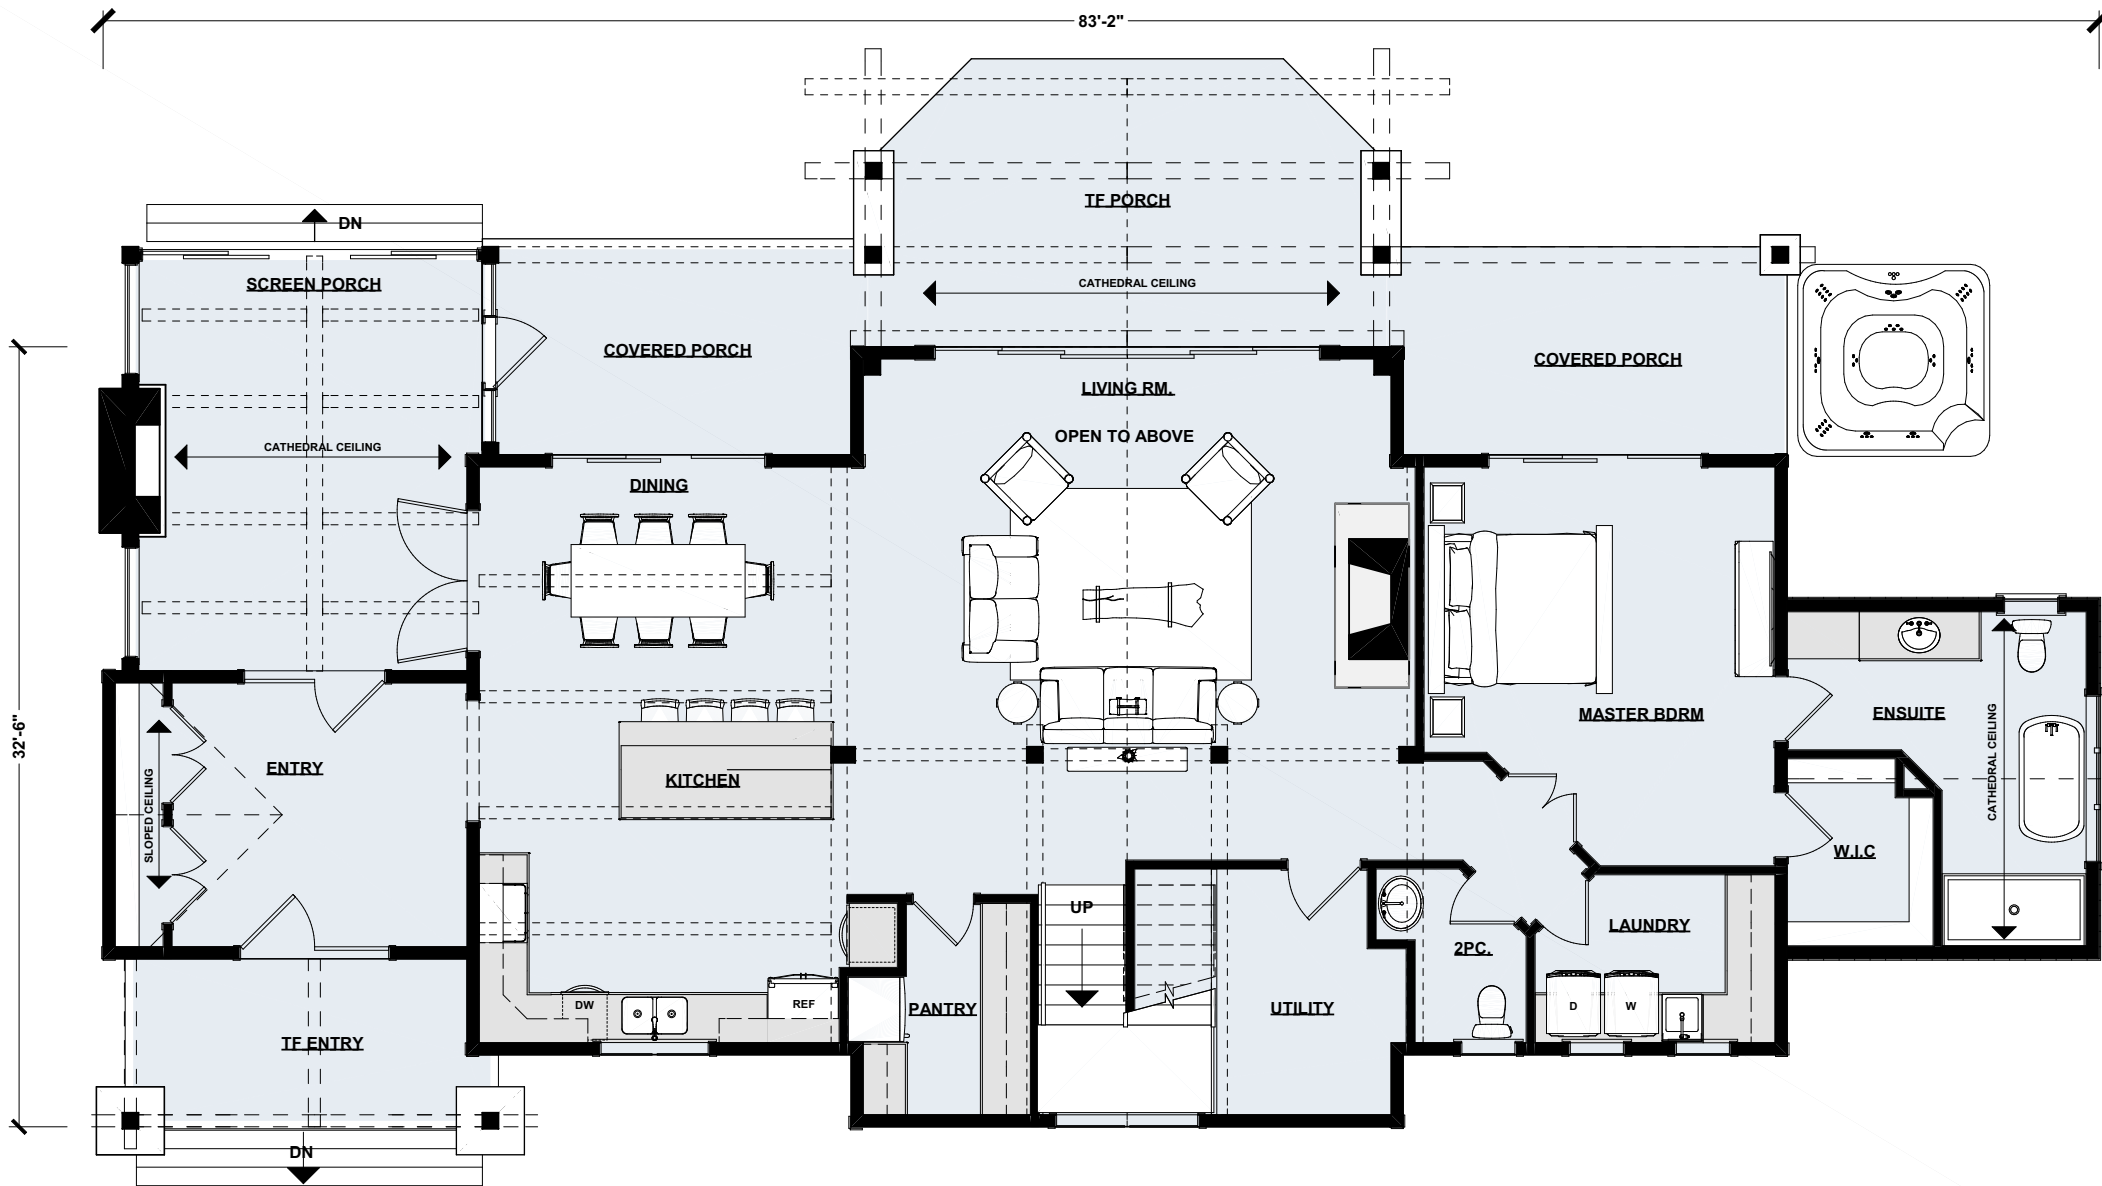 83'-2"
TF PORCH
DN
SCREEN PORCH
CATHEDRAL CEILING
COVERED PORCH
COVERED PORCH
LIVING RM.
OPEN TO ABOVE
CATHEDRAL CEILING
DINING
32'-6"
MASTER BDRM
ENSUITE
CATHEDRAL CEILING
ENTRY
SLOPED CEILING
KITCHEN
W.I.C
UP
LAUNDRY
2PC.
DW
REF
PANTRY
UTILITY
D
W
TF ENTRY
DN